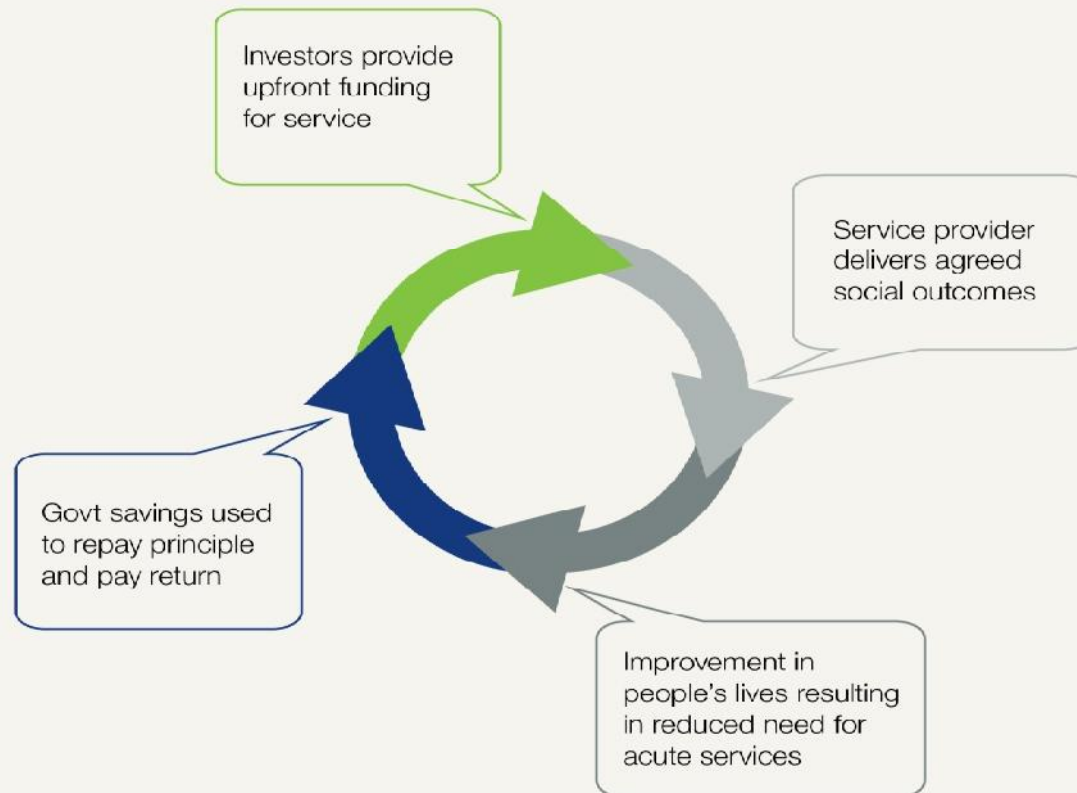 Investors provide
upfront funding
for service
Service provider
delivers agreed
social outcomes
Improvement in
people's lives resulting
in reduced need for
acute services
Govt savings used
to repay principle
and pay return